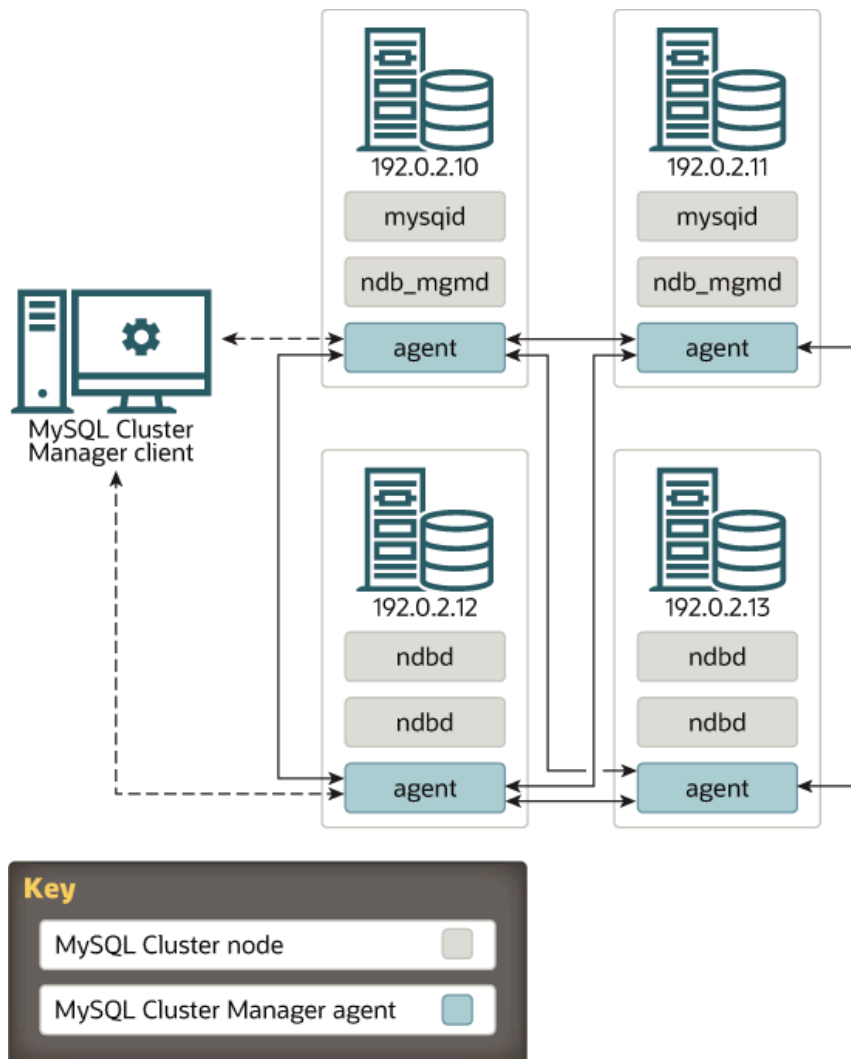 192.0.2.10
mysqid
ndb_mgmd
agent
192.0.2.11
mysqid
ndb_mgmd
agent
MySQL Cluster
Manager client
192.0.2.12
ndbd
ndbd
agent
192.0.2.13
ndbd
ndbd
agent
Key
MySQL Cluster node
MySQL Cluster Manager agent